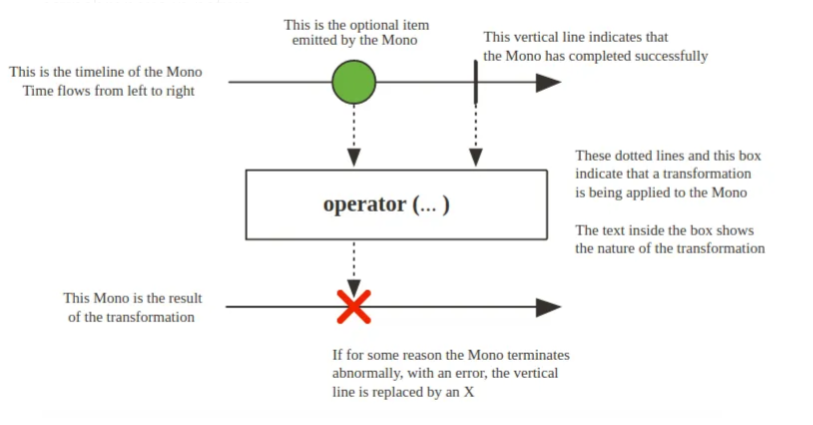 This is the optional item
emitted by the Mono
This vertical line indicates that
the Mono has completed successfully
This is the timeline of the Mono
Time flows from left to right
These dotted lines and this box
indicate that a transformation
is being applied to the Mono
operator (... )
The text inside the box shows
the nature of the transformation
This Mono is the result
of the transformation
If for some reason the Mono terminates
abnormally, with an error, the vertical
line is replaced by an X